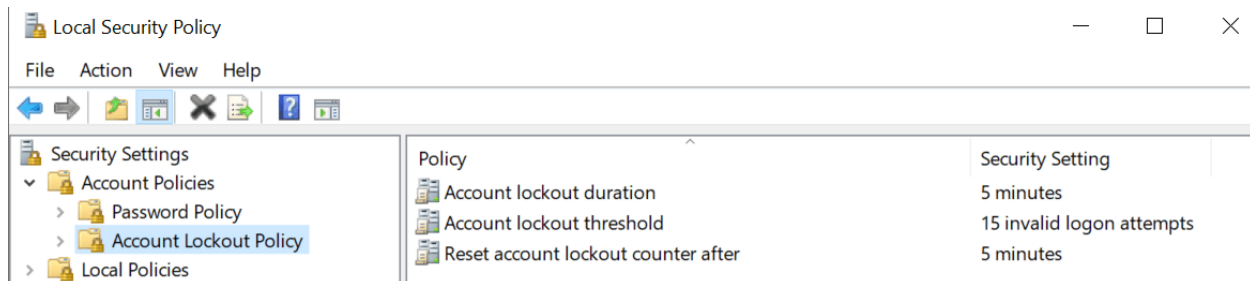 Local Security Policy
File Action View Help
Security Settings
Account Policies
Password Policy
Account Lockout Policy
Local Policies
Policy Security Setting
Account lockout duration 5 minutes
Account lockout threshold 15 invalid logon attempts
Reset account lockout counter after 5 minutes